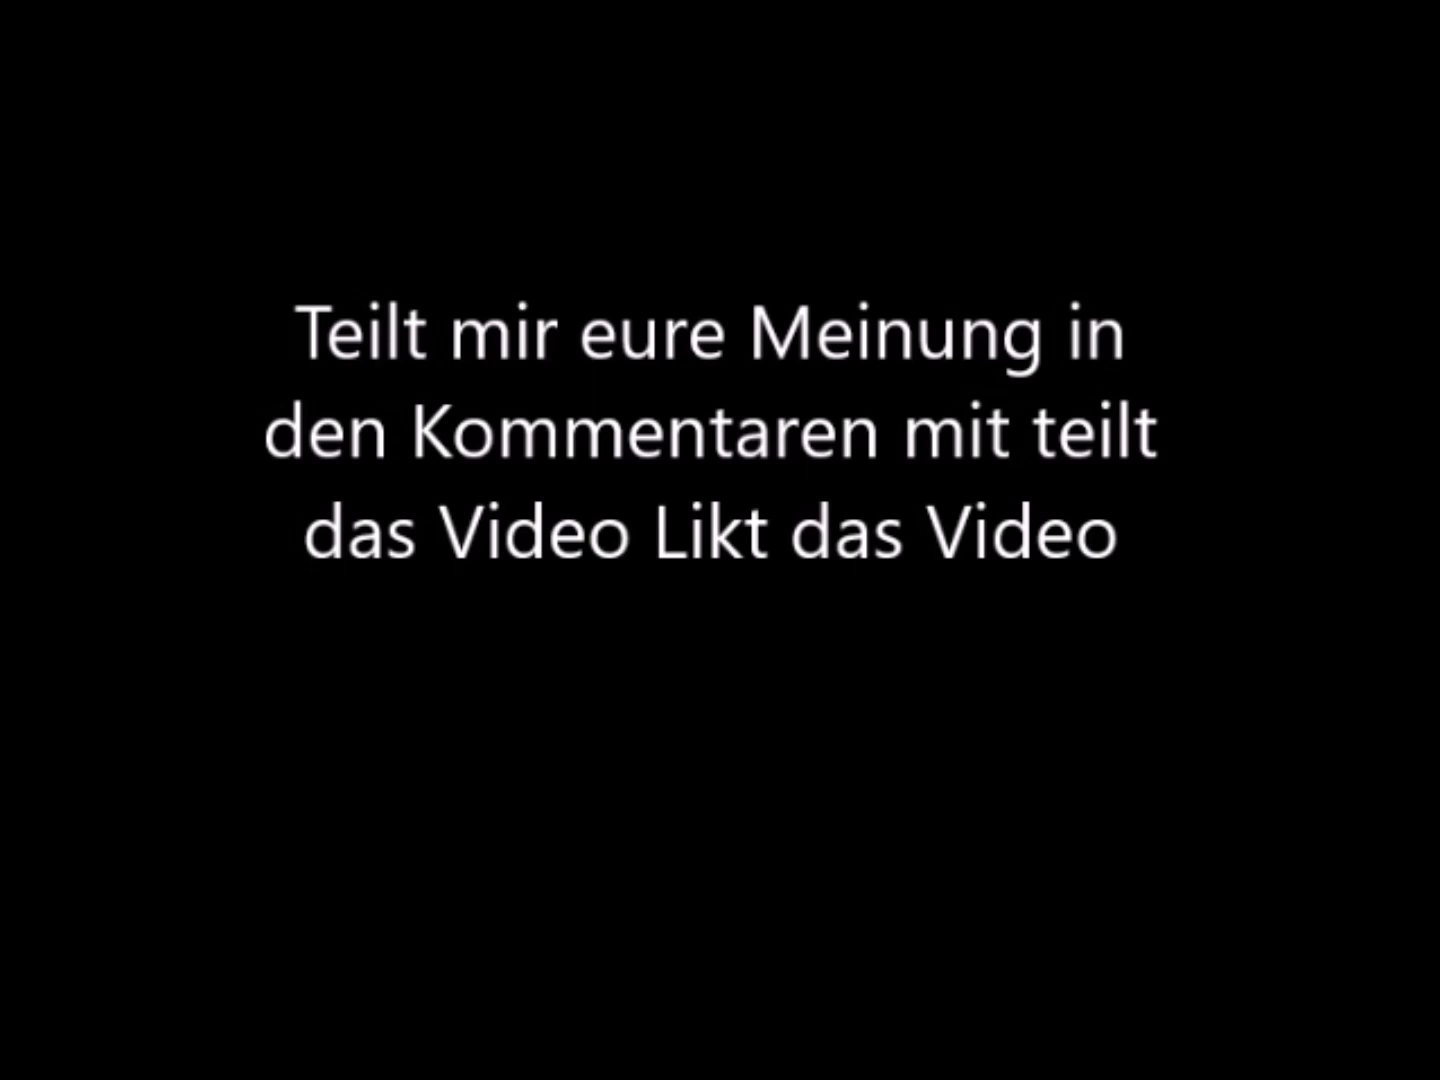 Teilt mir eure Meinung in
den Kommentaren mit teilt
das Video Likt das Video